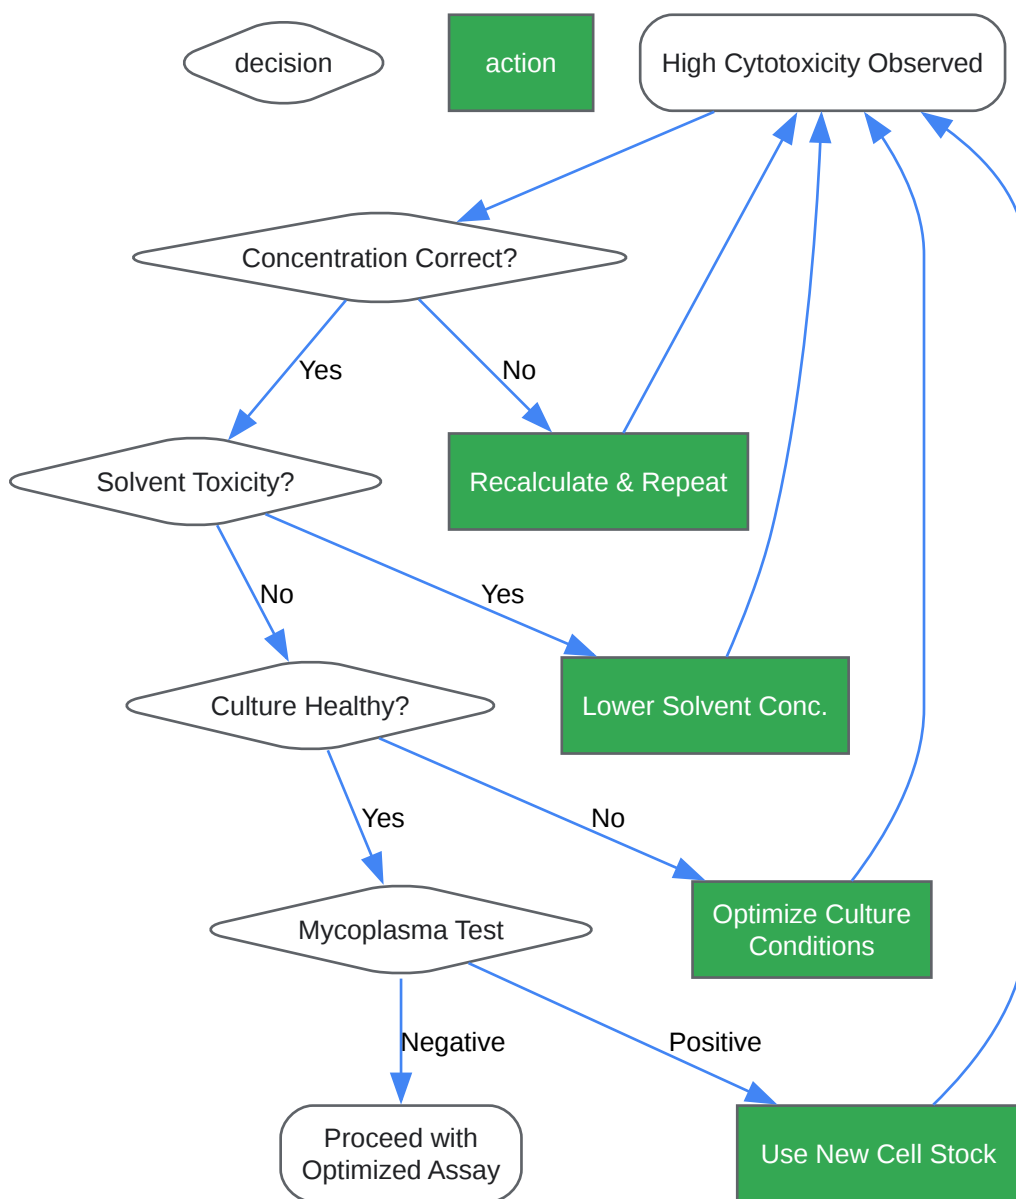 decision
action
High Cytotoxicity Observed
Concentration Correct?
Yes
No
Solvent Toxicity?
Recalculate & Repeat
No
Yes
Culture Healthy?
Lower Solvent Conc.
Yes
No
Mycoplasma Test
Optimize Culture
Conditions
Negative
Positive
Proceed with
Optimized Assay
Use New Cell Stock